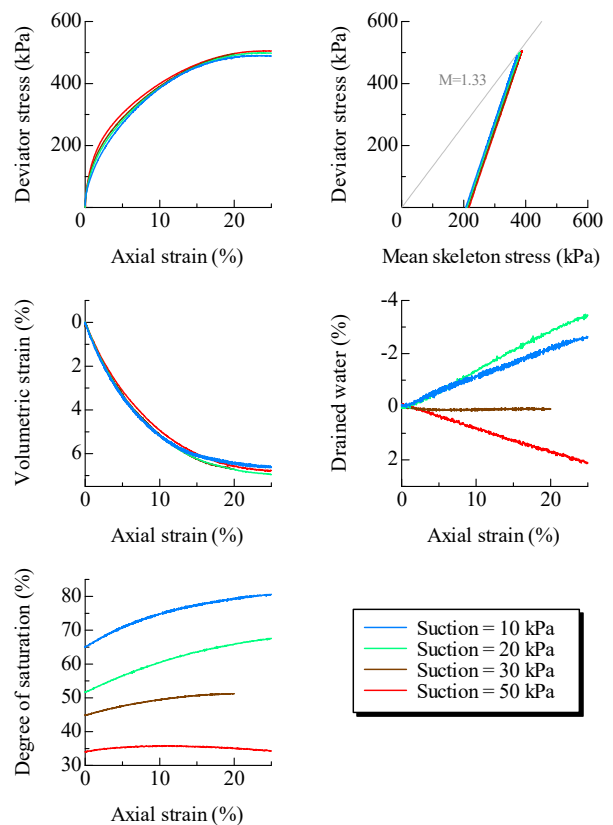 Deviator stress (kPa)
600
400
200
0
10
20
Axial strain (%)
Deviator stress (kPa)
600
400
200
M=1.33
0
200
400
600
Mean skeleton stress (kPa)
Volumetric strain (%)
0
2
4
6
0
10
20
Axial strain (%)
Drained water (%)
-4
-2
0
2
0
10
20
Axial strain (%)
Degree of saturation (%)
80
70
60
50
40
30
0
10
20
Axial strain (%)
Suction = 10 kPa
Suction = 20 kPa
Suction = 30 kPa
Suction = 50 kPa